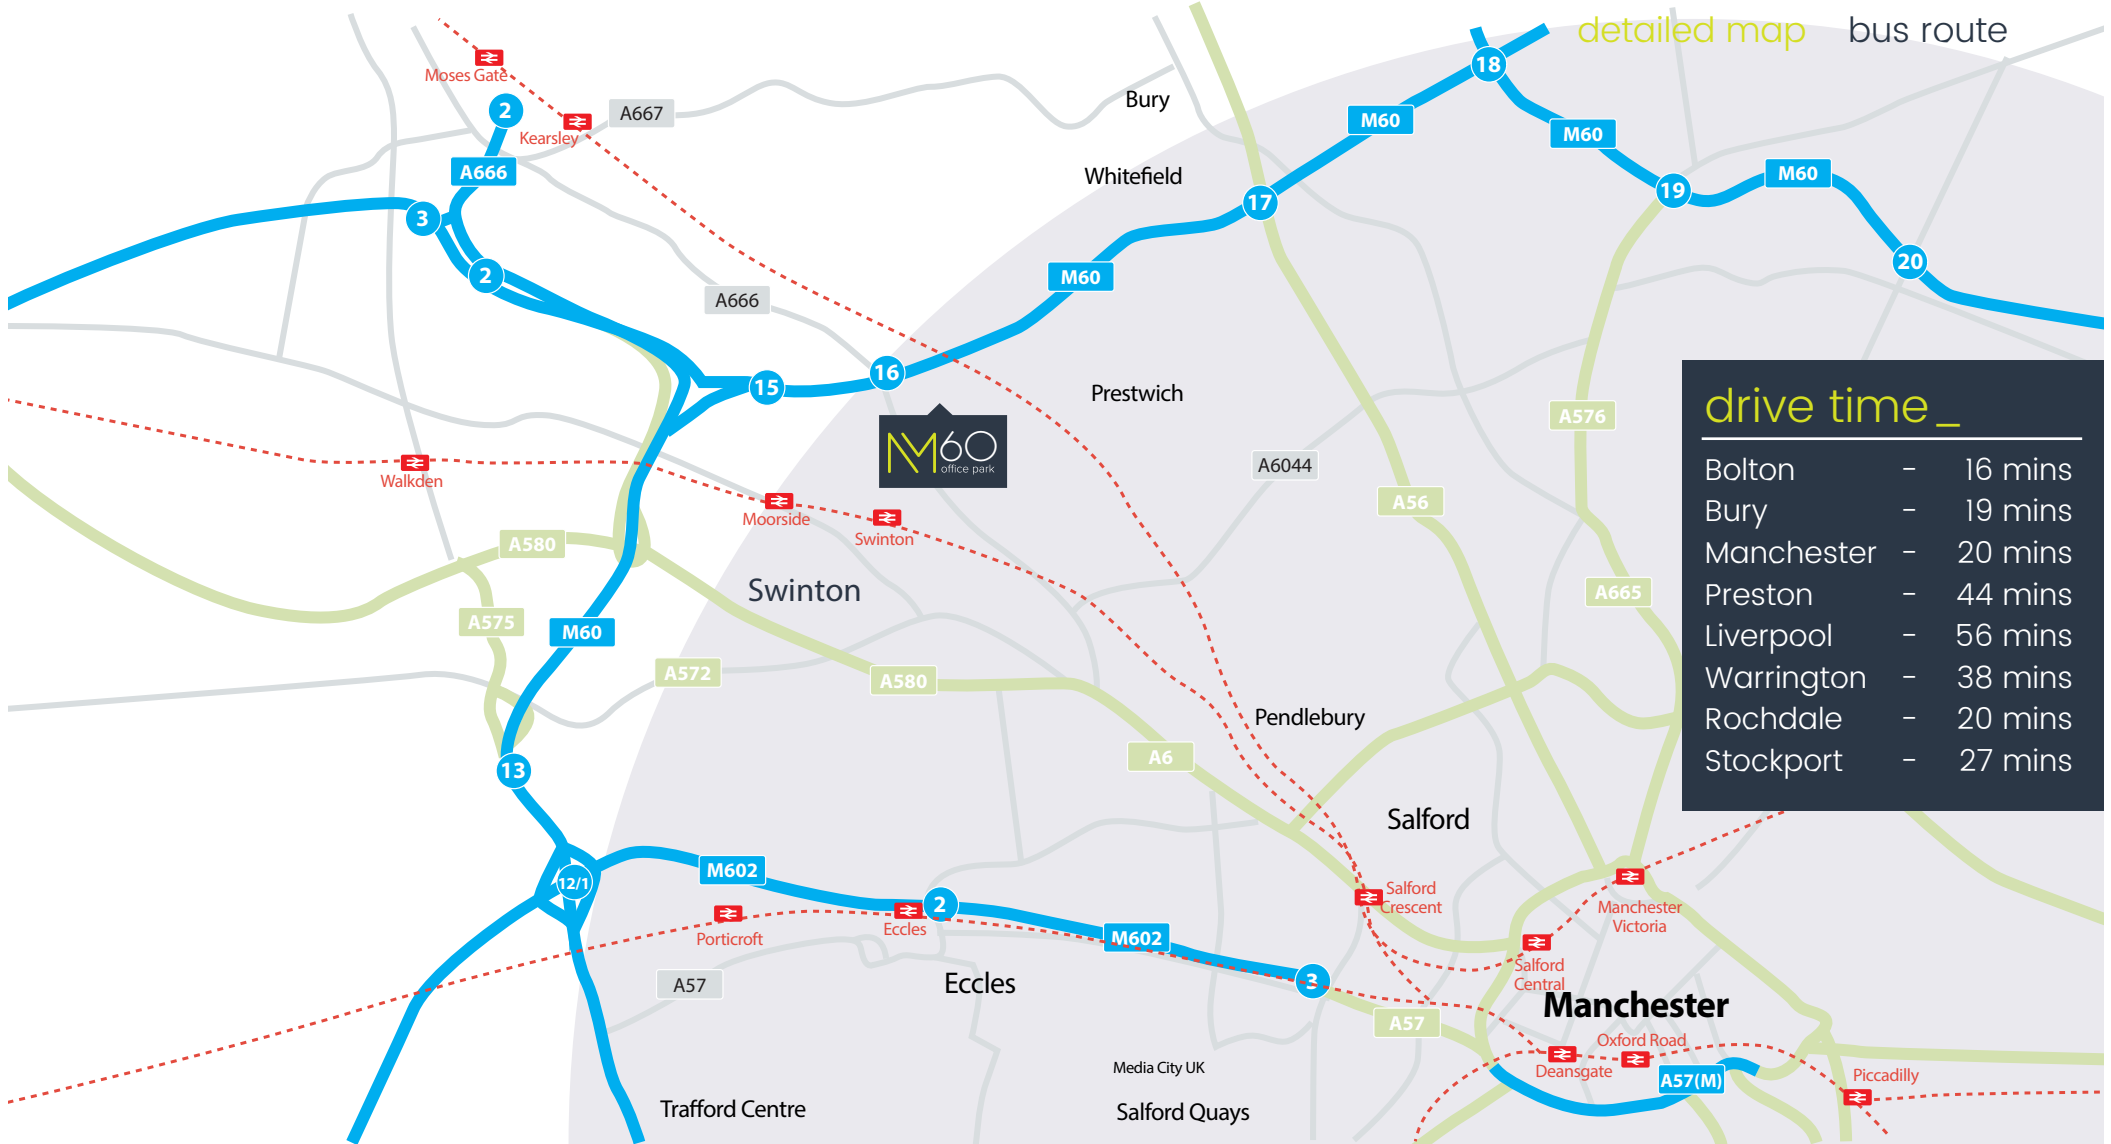 detailed map bus route
18
Moses Gate
2
Kearsley
A667
Bury
M60
M60
A666
Whitefield
M60
19
3
17
20
2
M60
A666
16
15
Prestwich
NM60
office park
drive time_
Bolton - 16 mins
Bury - 19 mins
Manchester - 20 mins
Preston - 44 mins
Liverpool - 56 mins
Warrington - 38 mins
Rochdale - 20 mins
Stockport - 27 mins
A576
A6044
Walkden
A56
Moorside
Swinton
A580
Swinton
A665
A575
M60
A572
A580
Pendlebury
A6
13
Salford
M602
12/1
Salford
Crescent
2
Porticroft
Eccles
Manchester
Victoria
M602
Salford
Central
A57
Eccles
3
Manchester
A57
Oxford Road
Media City UK
Deansgate
A57(M)
Piccadilly
Trafford Centre
Salford Quays